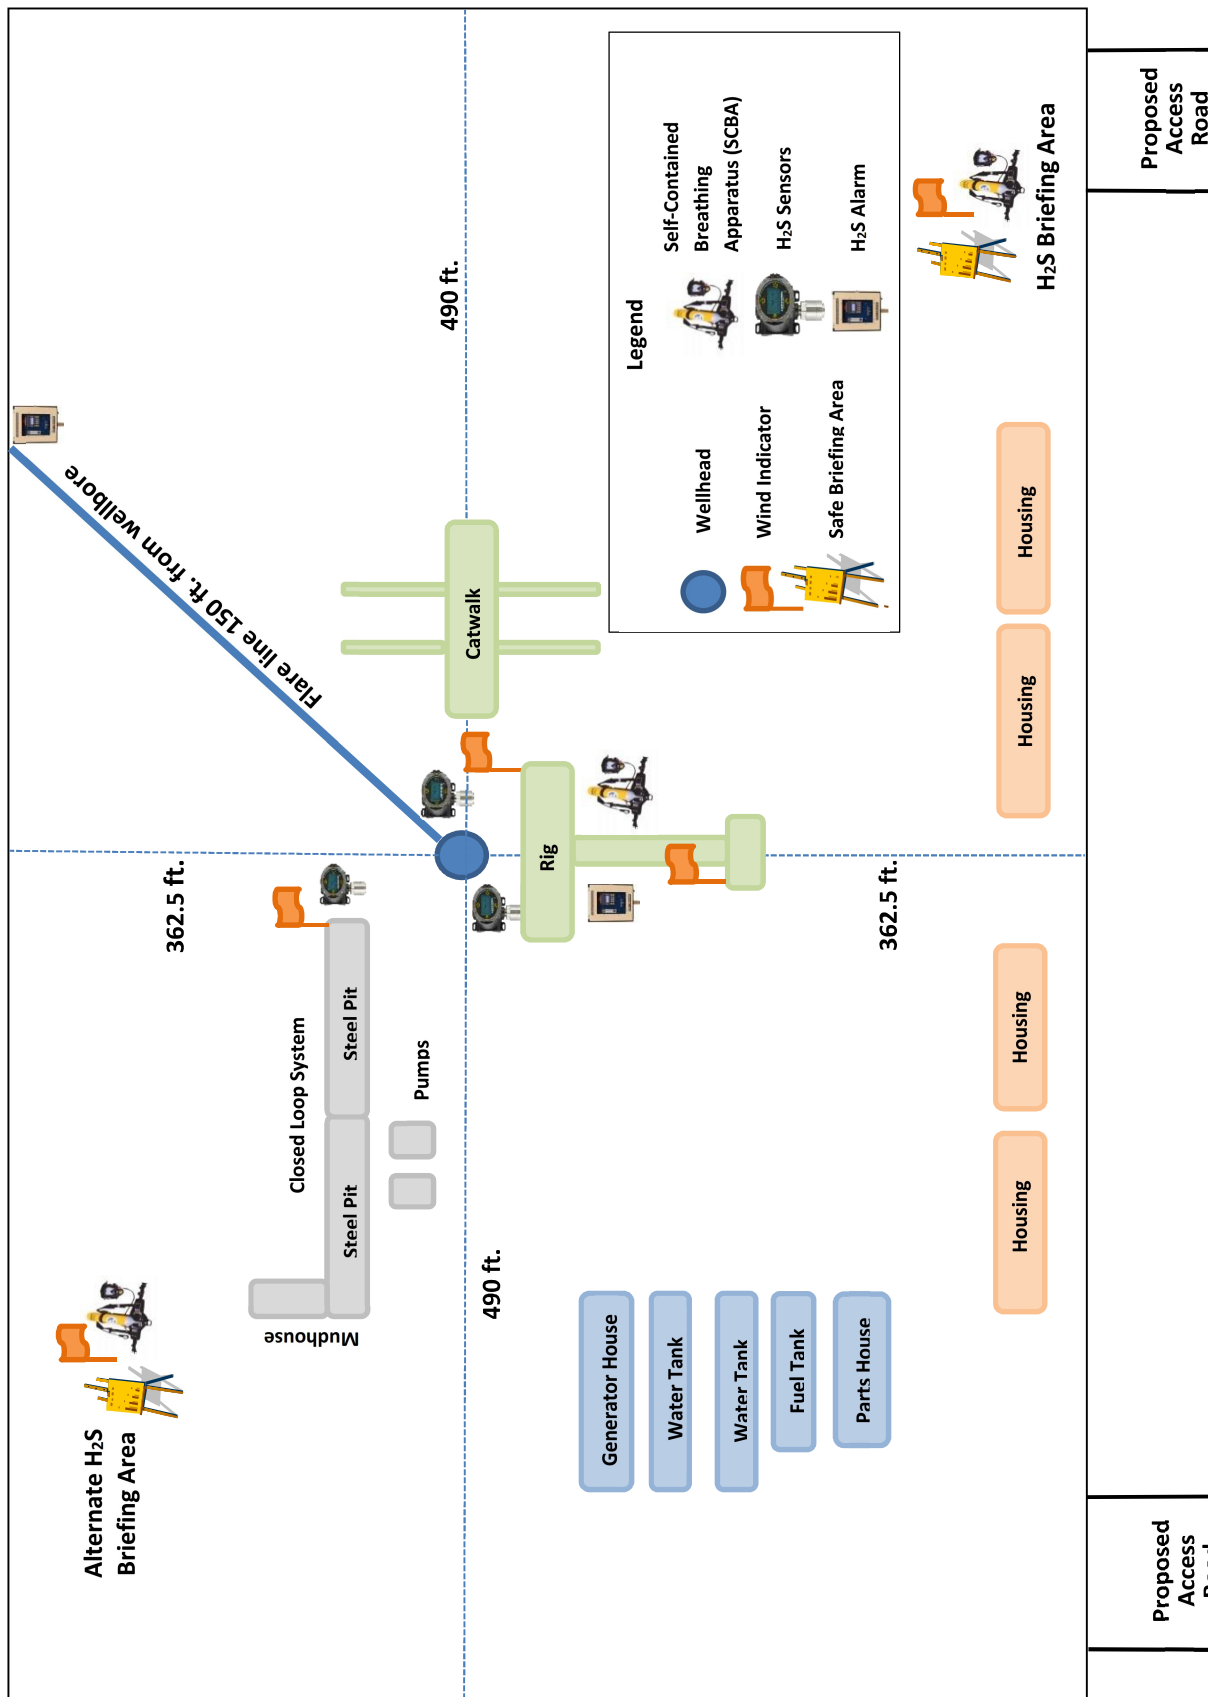 Alternate H2S
Briefing Area
Mudhouse
Closed Loop System
Steel Pit
Steel Pit
Pumps
362.5 ft.
Flare line 150 ft. from wellbore
490 ft.
490 ft.
Catwalk
Rig
362.5 ft.
Generator House
Water Tank
Water Tank
Fuel Tank
Parts House
Housing
Housing
Housing
Housing
Legend
Wellhead
Wind Indicator
Safe Briefing Area
Self-Contained
Breathing
Apparatus (SCBA)
H2S Sensors
H2S Alarm
H2S Briefing Area
Proposed
Access
Road
Proposed
Access